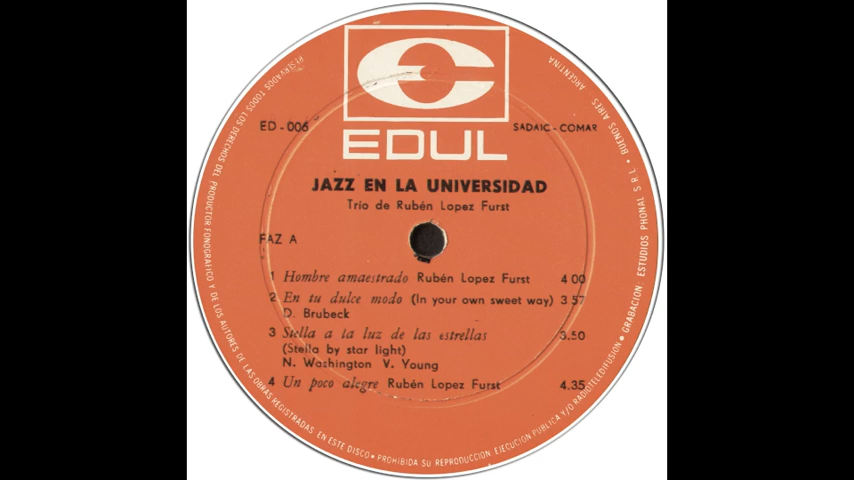 EDUL
ED - 006
SADAIC - COMAR
JAZZ EN LA UNIVERSIDAD
Trío de Rubén Lopez Furst
FAZ A
1 Hombre amaestrado Rubén Lopez Furst 4 00
2 En tu dulce modo (In your own sweet way) 3 57
D. Brubeck
3 Stella a la luz de las estrellas 3.50
(Stella by star light)
N. Washington V. Young
4 Un poco alegre Rubén Lopez Furst 4.35
RESERVADOS TODOS LOS DERECHOS DEL PRODUCTOR FONOGRAFICO Y DE LOS AUTORES DE LAS OBRAS REGISTRADAS EN ESTE DISCO • PROHIBIDA SU REPRODUCCION EJECUCION PUBLICA Y/O RADIOTELEDIFUSION • GRABACION: ESTUDIOS PHONAL S R L • BUENOS AIRES ARGENTINA